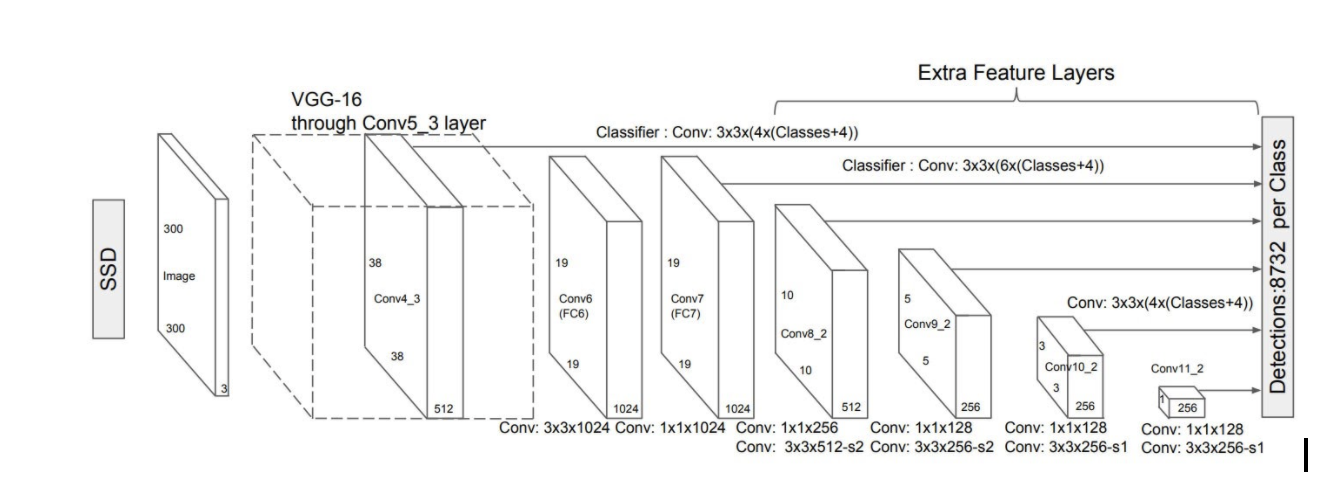 Extra Feature Layers
VGG-16
through Conv5_3 layer
Classifier : Conv: 3x3x(4x(Classes+4))
Classifier : Conv: 3x3x(6x(Classes+4))
SSD
300
Image
300
3
38
Conv4_3
38
512
19
Conv6
(FC6)
19
1024
19
Conv7
(FC7)
19
1024
10
Conv8_2
10
512
5
Conv9_2
5
256
Conv: 3x3x(4x(Classes+4))
3
Conv10_2
3
256
Conv11_2
1
256
Detections:8732 per Class
Conv: 3x3x1024
Conv: 1x1x1024
Conv: 1x1x256
Conv: 3x3x512-s2
Conv: 1x1x128
Conv: 3x3x256-s2
Conv: 1x1x128
Conv: 3x3x256-s1
Conv: 1x1x128
Conv: 3x3x256-s1